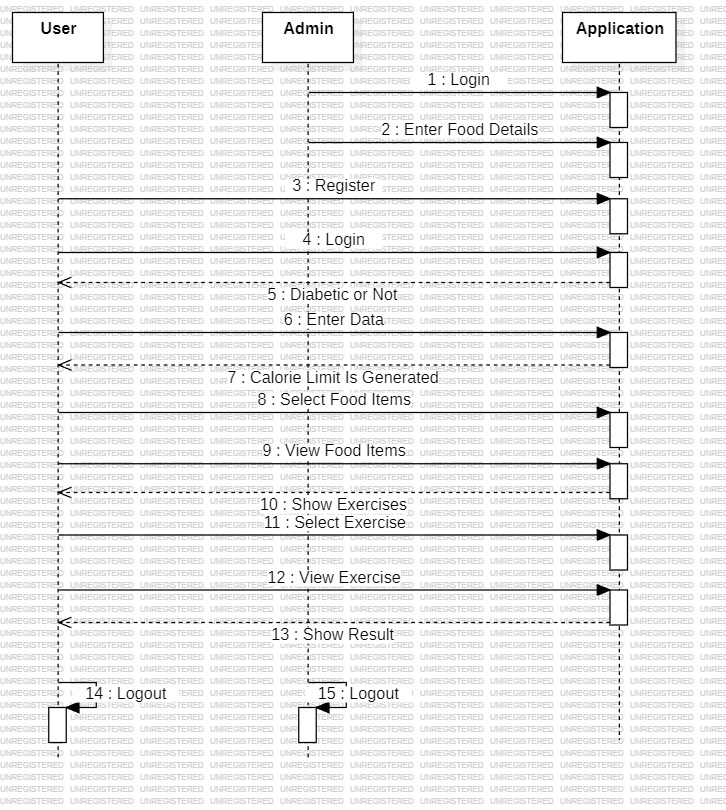 User Admin Application
1 : Login
2 : Enter Food Details
3 : Register
4 : Login
5 : Diabetic or Not
6 : Enter Data
7 : Calorie Limit Is Generated
8 : Select Food Items
9 : View Food Items
10 : Show Exercises
11 : Select Exercise
12 : View Exercise
13 : Show Result
14 : Logout 15 : Logout
UNREGISTERED